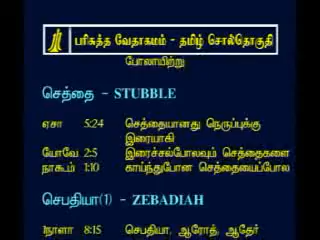 பரிசுத்த வேதாகமம் - தமிழ் சொல்தொகுதி
போலாயிற்று
செத்தை - STUBBLE
ஏசா 5:24 செத்தையானது நெருப்புக்கு
இரையாகி
யோவே 2:5 இரைச்சல்போலவும் செத்தைகளை
நாகூம் 1:10 காய்ந்துபோன செத்தையைப்போல
செபதியா(1) - ZEBADIAH
1நாளா 8:15 செபதியா, ஆரோத், ஆதேர்